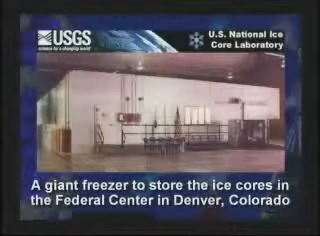 USGS
science for a changing world
U.S. National Ice
Core Laboratory
A giant freezer to store the ice cores in
the Federal Center in Denver, Colorado